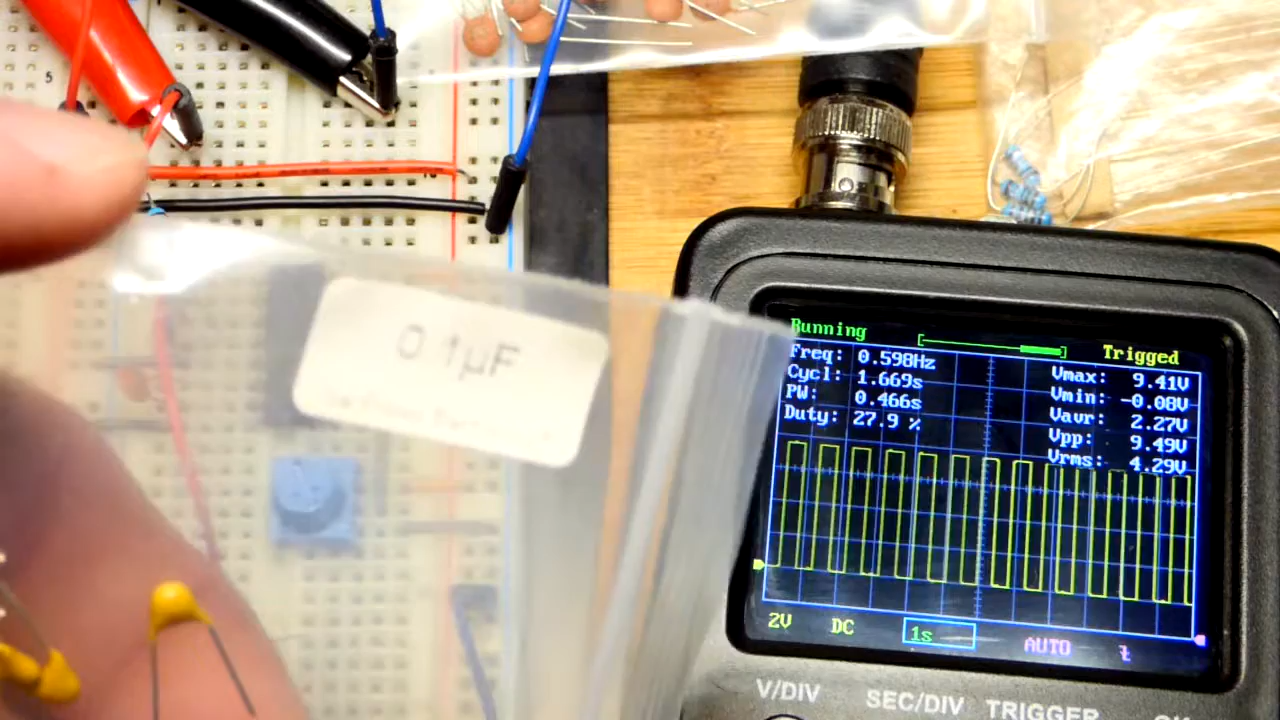 5
0.1µF
Running
Trigged
Freq: 0.598Hz
Cycl: 1.669s
PW: 0.466s
Duty: 27.9 %
Vmax: 9.41V
Vmin: -0.08V
Vavr: 2.27V
Vpp: 9.49V
Vrms: 4.29V
2V DC 1s AUTO
V/DIV SEC/DIV TRIGGER